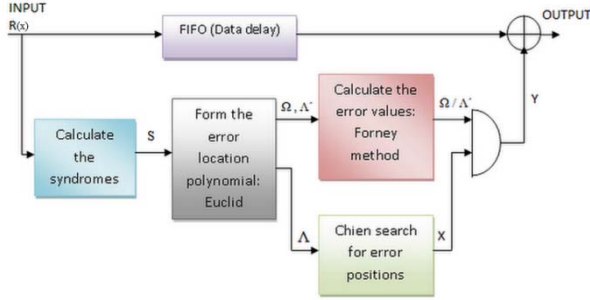 INPUT
R(x)
FIFO (Data delay)
OUTPUT
Calculate
the
syndromes
S
Form the
error
location
polynomial:
Euclid
Ω, Λ´
Calculate the
error values:
Forney
method
Ω / Λ´
Y
Λ
Chien search
for error
positions
X